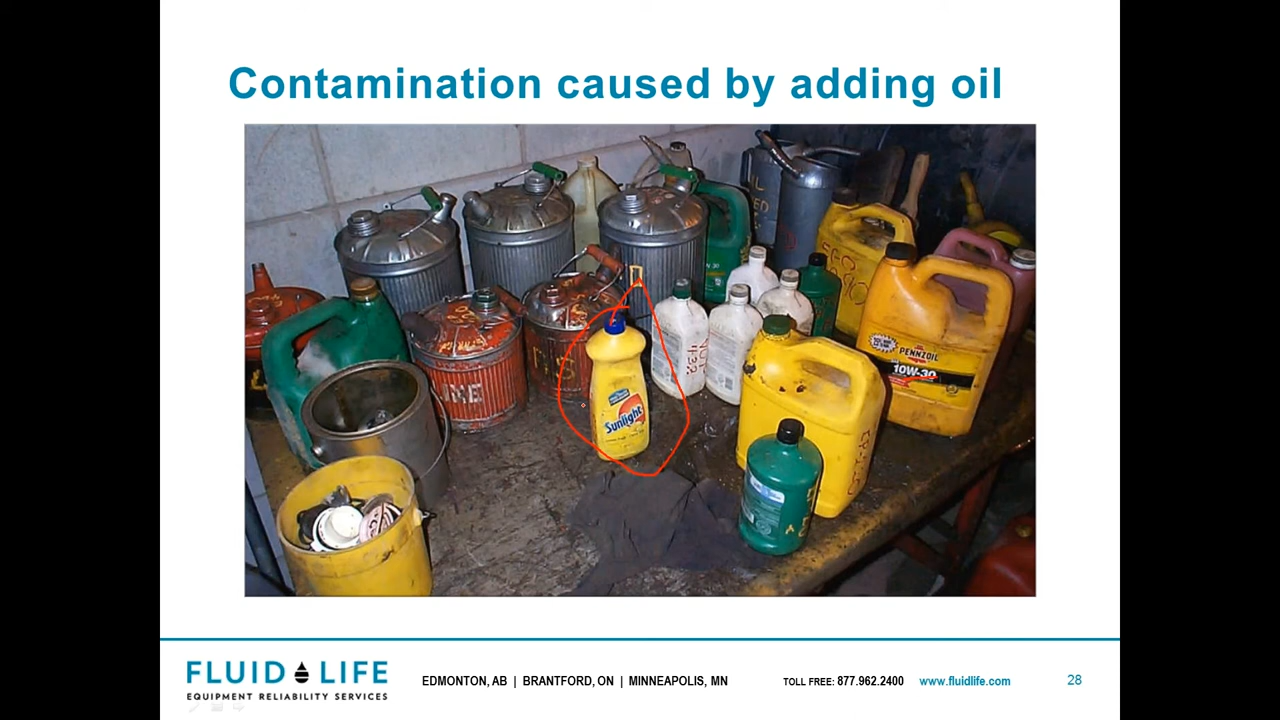 Contamination caused by adding oil
Sunlight
PENNZOIL
10W-30
FLUID LIFE
EQUIPMENT RELIABILITY SERVICES
EDMONTON, AB | BRANTFORD, ON | MINNEAPOLIS, MN
TOLL FREE: 877.962.2400
www.fluidlife.com
28